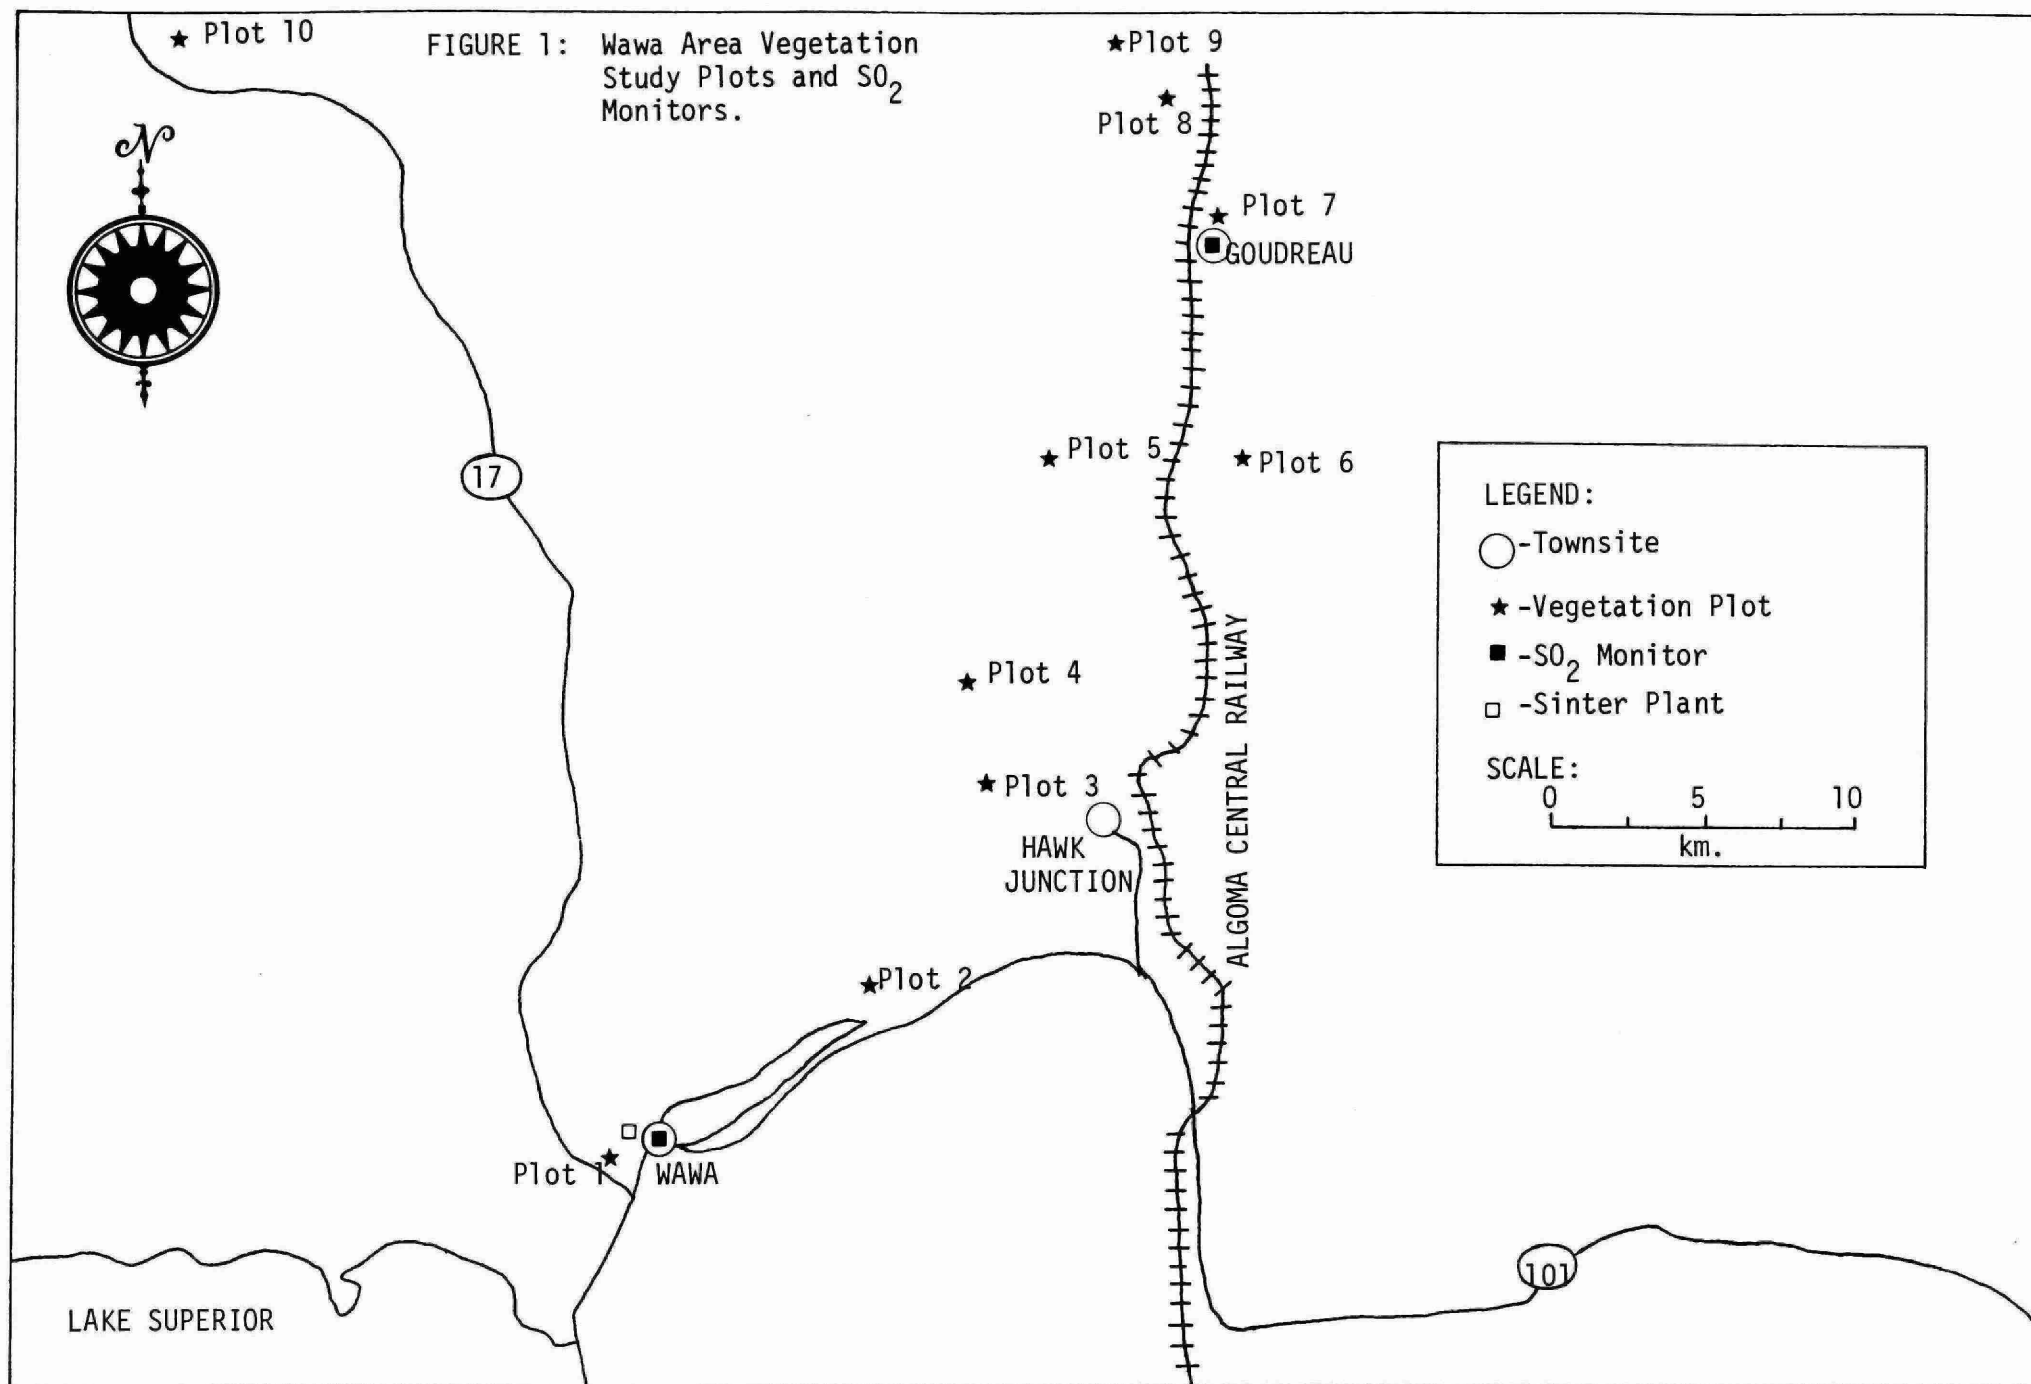 Plot 10
FIGURE 1: Wawa Area Vegetation
Study Plots and SO2
Monitors.
Plot 9
Plot 8
N
Plot 7
GOUDREAU
Plot 5
Plot 6
17
LEGEND:
-Townsite
-Vegetation Plot
-SO2 Monitor
-Sinter Plant
SCALE:
0 5 10
km.
Plot 4
ALGOMA CENTRAL RAILWAY
Plot 3
HAWK
JUNCTION
Plot 2
Plot 1
WAWA
101
LAKE SUPERIOR